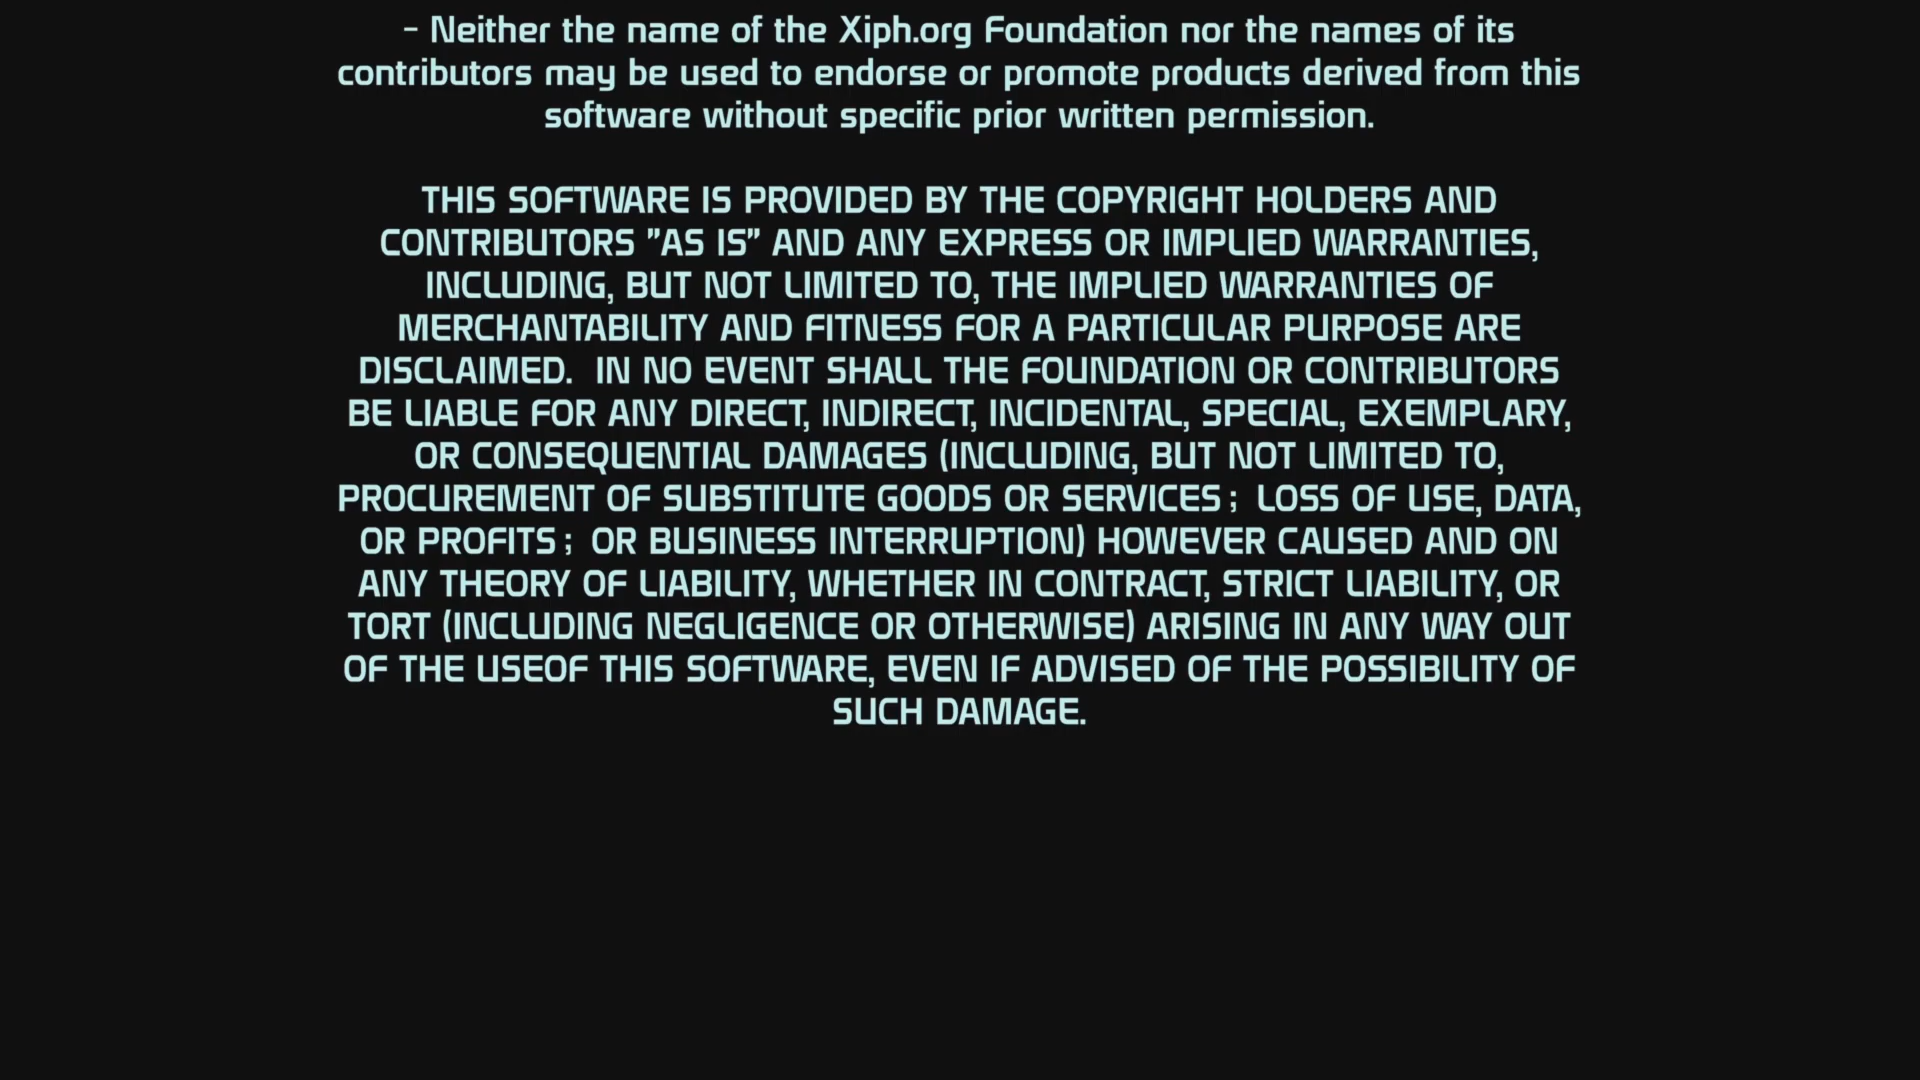 - Neither the name of the Xiph.org Foundation nor the names of its
contributors may be used to endorse or promote products derived from this
software without specific prior written permission.
THIS SOFTWARE IS PROVIDED BY THE COPYRIGHT HOLDERS AND
CONTRIBUTORS "AS IS" AND ANY EXPRESS OR IMPLIED WARRANTIES,
INCLUDING, BUT NOT LIMITED TO, THE IMPLIED WARRANTIES OF
MERCHANTABILITY AND FITNESS FOR A PARTICULAR PURPOSE ARE
DISCLAIMED.  IN NO EVENT SHALL THE FOUNDATION OR CONTRIBUTORS
BE LIABLE FOR ANY DIRECT, INDIRECT, INCIDENTAL, SPECIAL, EXEMPLARY,
OR CONSEQUENTIAL DAMAGES (INCLUDING, BUT NOT LIMITED TO,
PROCUREMENT OF SUBSTITUTE GOODS OR SERVICES ;  LOSS OF USE, DATA,
OR PROFITS ;  OR BUSINESS INTERRUPTION) HOWEVER CAUSED AND ON
ANY THEORY OF LIABILITY, WHETHER IN CONTRACT, STRICT LIABILITY, OR
TORT (INCLUDING NEGLIGENCE OR OTHERWISE) ARISING IN ANY WAY OUT
OF THE USEOF THIS SOFTWARE, EVEN IF ADVISED OF THE POSSIBILITY OF
SUCH DAMAGE.